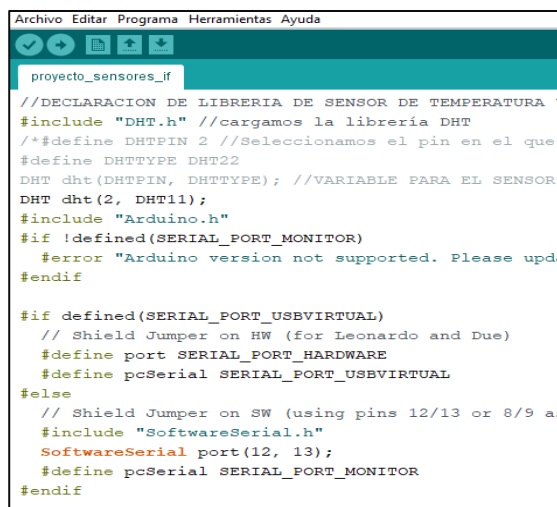 Archivo Editar Programa Herramientas Ayuda
proyecto_sensores_if
//DECLARACION DE LIBRERIA DE SENSOR DE TEMPERATURA
#include "DHT.h" //cargamos la librería DHT
/*#define DHTPIN 2 //Seleccionamos el pin en el que
#define DHTTYPE DHT22
DHT dht(DHTPIN, DHTTYPE); //VARIABLE PARA EL SENSOR
DHT dht(2, DHT11);
#include "Arduino.h"
#if !defined(SERIAL_PORT_MONITOR)
  #error "Arduino version not supported. Please upd
#endif

#if defined(SERIAL_PORT_USBVIRTUAL)
  // Shield Jumper on HW (for Leonardo and Due)
  #define port SERIAL_PORT_HARDWARE
  #define pcSerial SERIAL_PORT_USBVIRTUAL
#else
  // Shield Jumper on SW (using pins 12/13 or 8/9 a
  #include "SoftwareSerial.h"
  SoftwareSerial port(12, 13);
  #define pcSerial SERIAL_PORT_MONITOR
#endif